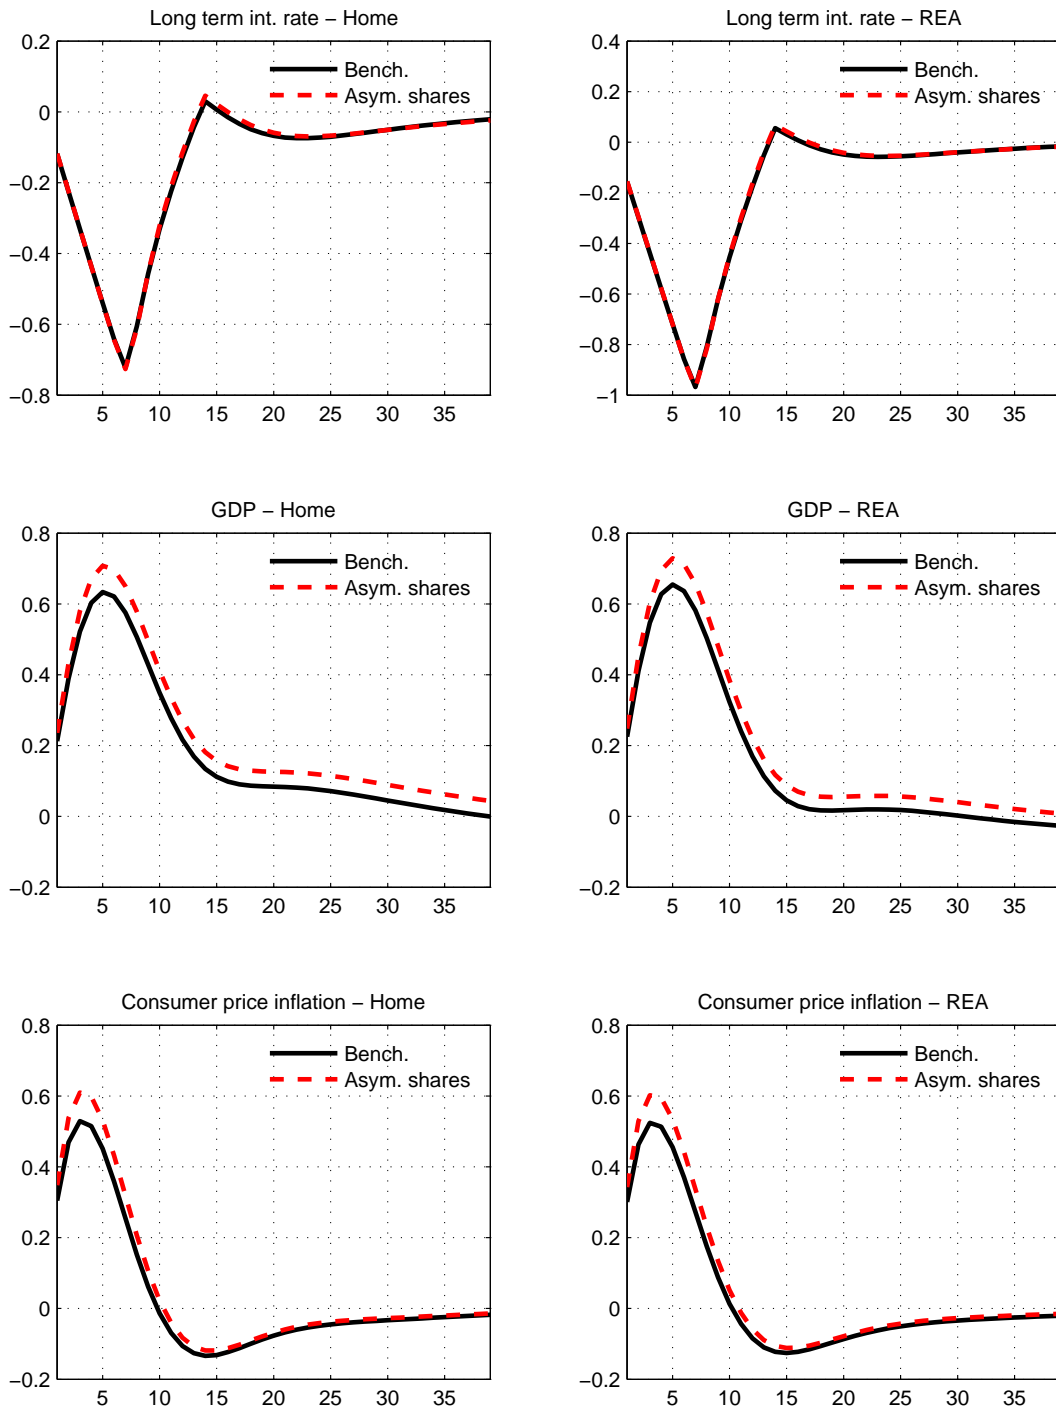 Long term int. rate – Home
0.2
0
−0.2
−0.4
−0.6
−0.8
5 10 15 20 25 30 35
Bench.
Asym. shares
Long term int. rate – REA
0.4
0.2
0
−0.2
−0.4
−0.6
−0.8
−1
5 10 15 20 25 30 35
Bench.
Asym. shares
GDP – Home
0.8
0.6
0.4
0.2
0
−0.2
5 10 15 20 25 30 35
Bench.
Asym. shares
GDP – REA
0.8
0.6
0.4
0.2
0
−0.2
5 10 15 20 25 30 35
Bench.
Asym. shares
Consumer price inflation – Home
0.8
0.6
0.4
0.2
0
−0.2
5 10 15 20 25 30 35
Bench.
Asym. shares
Consumer price inflation – REA
0.8
0.6
0.4
0.2
0
−0.2
5 10 15 20 25 30 35
Bench.
Asym. shares